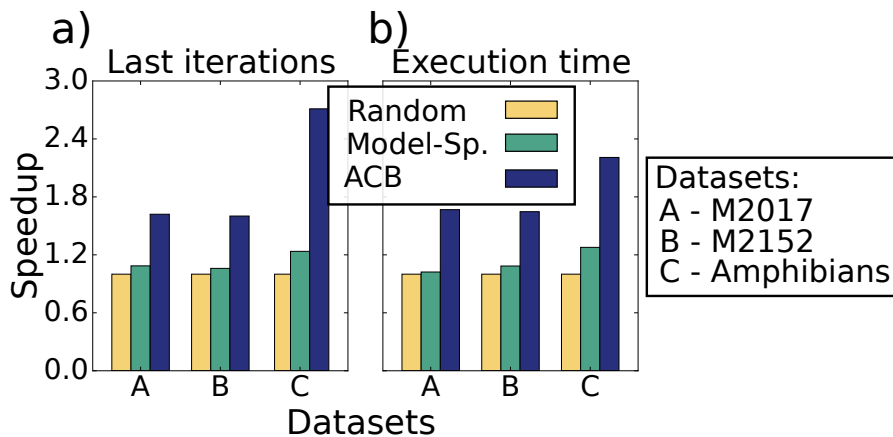 a)
b)
Last iterations
Execution time
3.0
2.4
1.8
1.2
0.6
0.0
Speedup
Random
Model-Sp.
ACB
A B C
A B C
Datasets
Datasets:
A - M2017
B - M2152
C - Amphibians